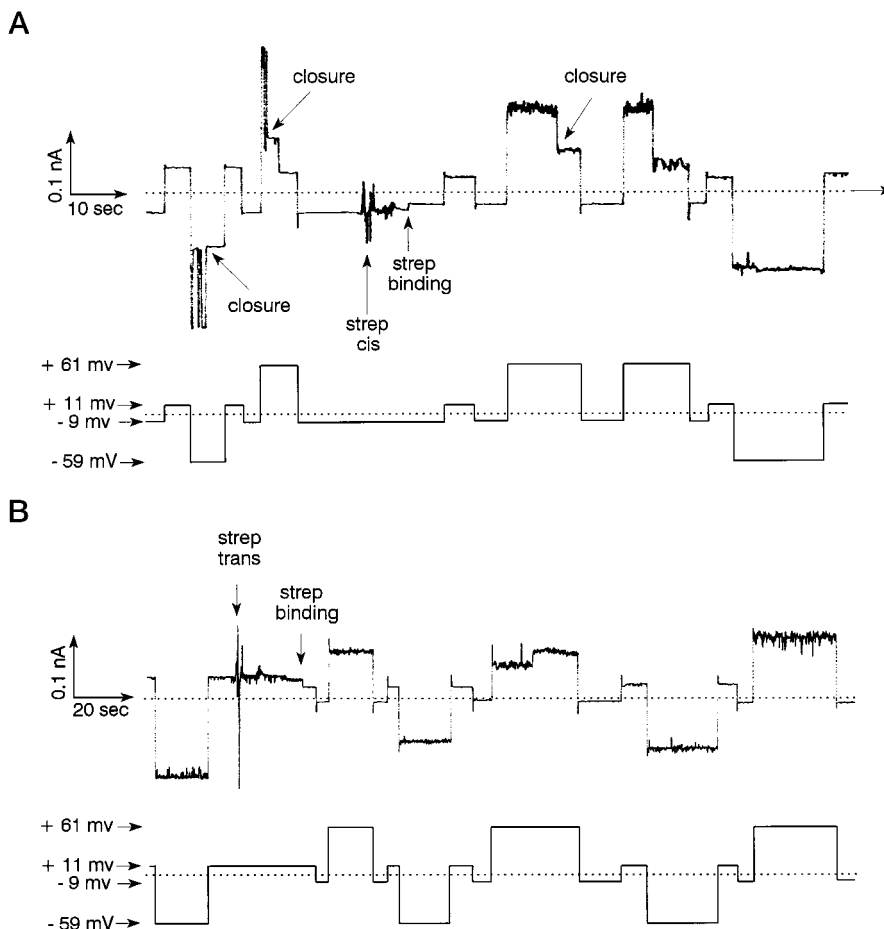 A
closure
closure
0.1 nA
10 sec
closure
strep
binding
strep
cis
+ 61 mv
+ 11 mv
- 9 mv
- 59 mV
B
strep
trans
strep
binding
0.1 nA
20 sec
+ 61 mv
+ 11 mv
- 9 mv
- 59 mV